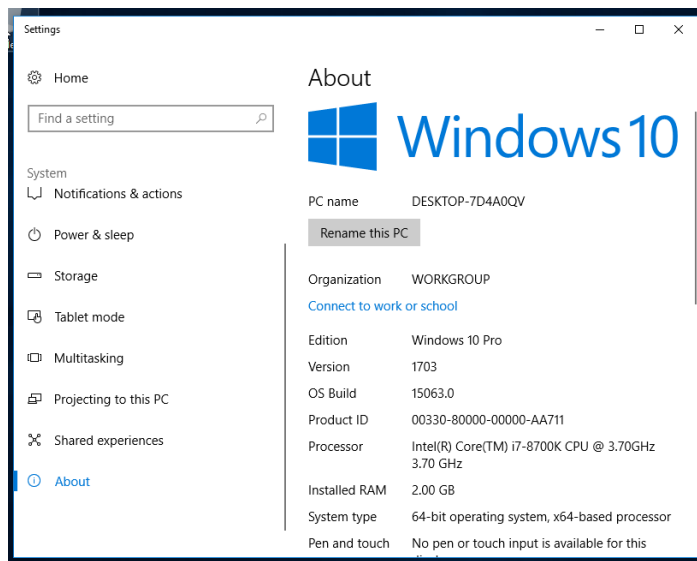 Settings
Home
Find a setting
System
Notifications & actions
Power & sleep
Storage
Tablet mode
Multitasking
Projecting to this PC
Shared experiences
About
About
Windows 10
PC name DESKTOP-7D4A0QV
Rename this PC
Organization WORKGROUP
Connect to work or school
Edition Windows 10 Pro
Version 1703
OS Build 15063.0
Product ID 00330-80000-00000-AA711
Processor Intel(R) Core(TM) i7-8700K CPU @ 3.70GHz
3.70 GHz
Installed RAM 2.00 GB
System type 64-bit operating system, x64-based processor
Pen and touch No pen or touch input is available for this